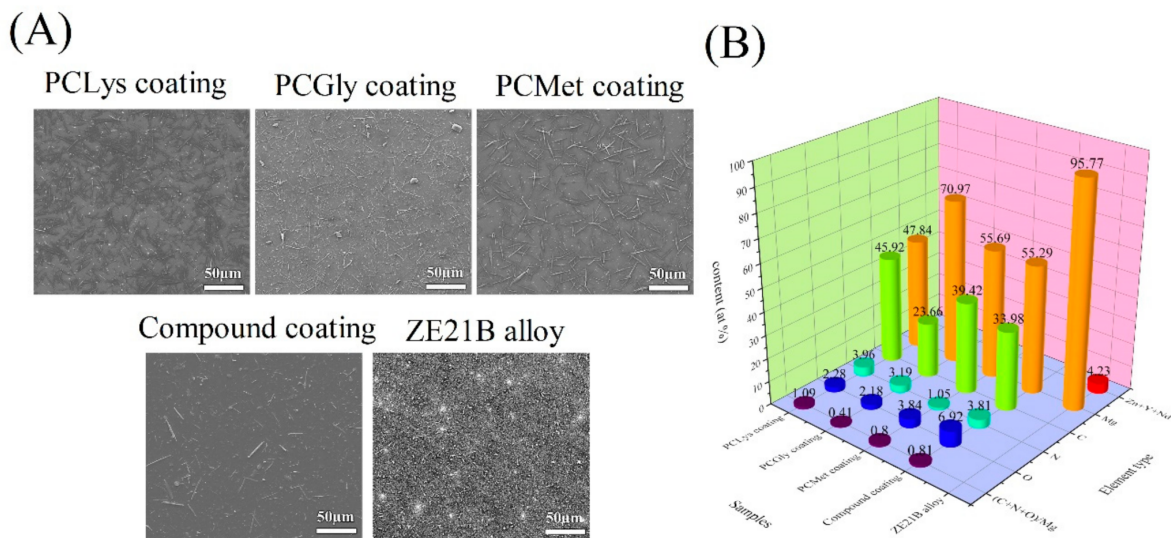 (A)
PCLys coating
PCGly coating
PCMet coating
50μm
50μm
50μm
Compound coating
ZE21B alloy
50μm
50μm
(B)
content (at %)
100
90
80
70
60
50
40
30
20
10
0
95.77
70.97
47.84
55.69
55.29
45.92
23.66
39.42
33.98
4.23
3.96
3.19
1.05
3.81
2.28
2.18
3.84
6.92
1.09
0.41
0.8
0.81
PCLys coating
PCGly coating
PCMet coating
Compound coating
ZE21B alloy
Samples
(C+N+O)/Mg
O
Z
C
Mg
Zn+Y+Nd
Element type